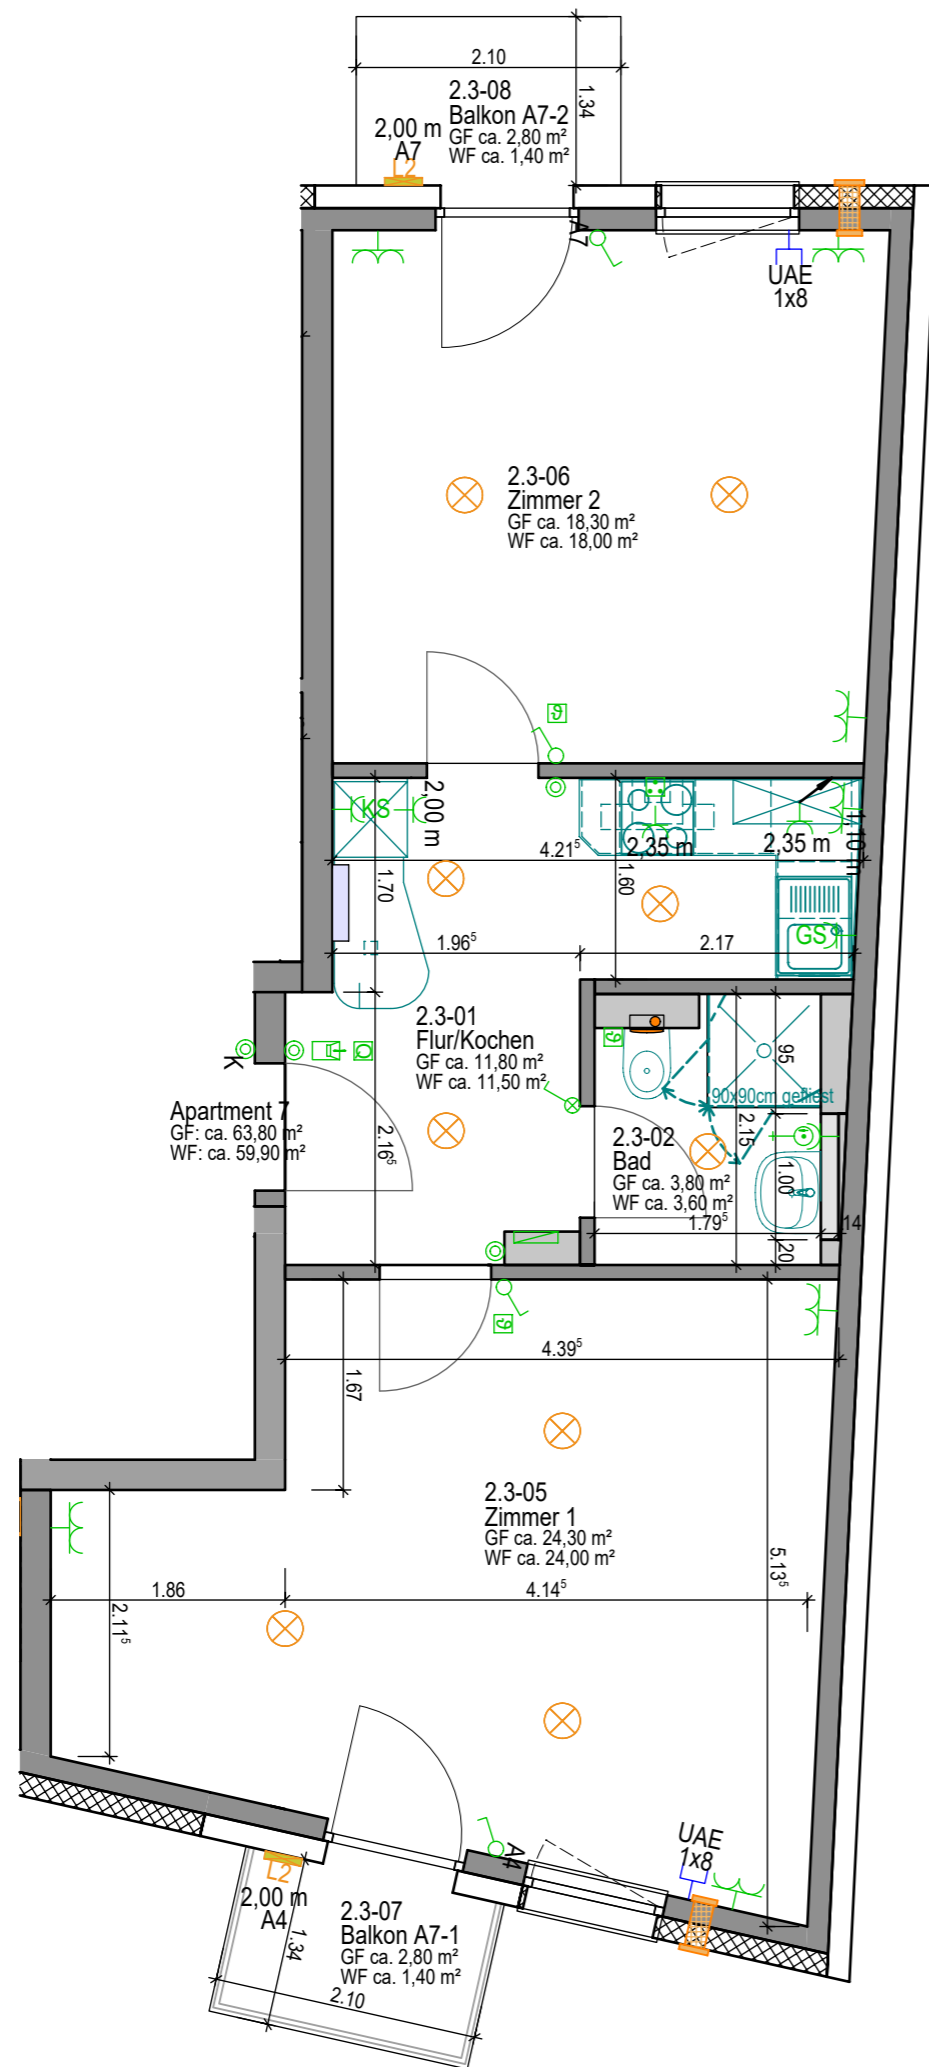 2.10
1.34
2.3-08
Balkon A7-2
GF ca. 2,80 m²
WF ca. 1,40 m²
2,00 m
A7
L2
A7
UAE
1x8
2.3-06
Zimmer 2
GF ca. 18,30 m²
WF ca. 18,00 m²
KS
2,00 m
4.21⁵
2,35 m
2,35 m
1.70
1.60
1.96⁵
2.17
GS
2.3-01
Flur/Kochen
GF ca. 11,80 m²
WF ca. 11,50 m²
K
95
90x90cm gefliest
Apartment 7
GF: ca. 63,80 m²
WF: ca. 59,90 m²
2.16⁵
2.15
2.3-02
Bad
GF ca. 3,80 m²
WF ca. 3,60 m²
1.00
1.79⁵
14
20
4.39⁵
1.67
2.3-05
Zimmer 1
GF ca. 24,30 m²
WF ca. 24,00 m²
5.13⁵
1.86
4.14⁵
2.11⁵
A4
UAE
1x8
L2
2,00 m
A4
1.34
2.3-07
Balkon A7-1
GF ca. 2,80 m²
WF ca. 1,40 m²
2.10